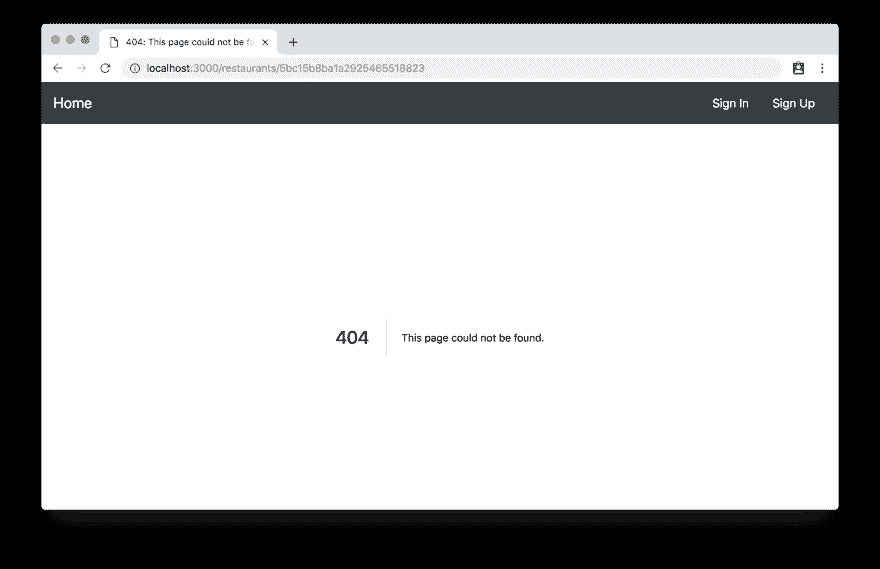 404: This page could not be fo
localhost:3000/restaurants/5bc15b8ba1a2925465518823
Home
Sign In
Sign Up
404
This page could not be found.